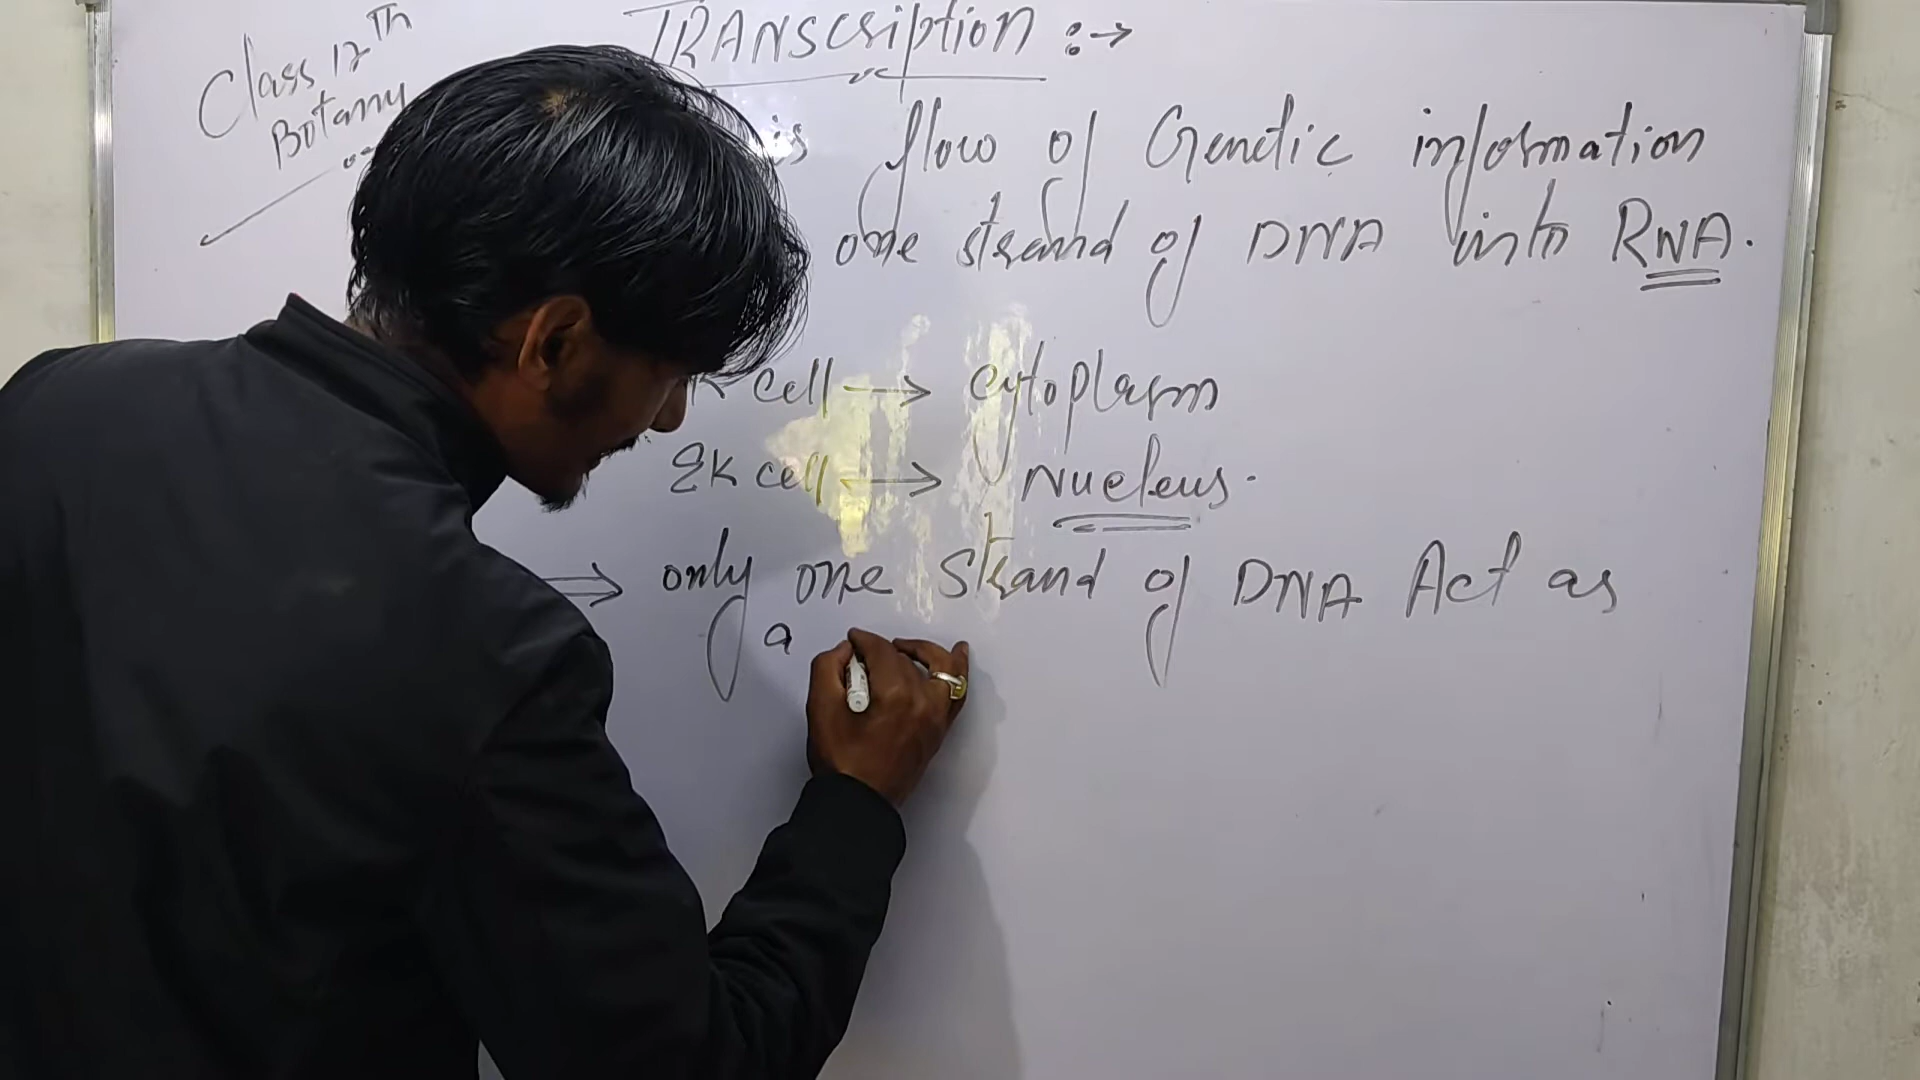 Class 12th
Botany
TRANScription :→
is flow of Genetic information
one strand of DNA into RNA.
K cell → cytoplasm
EK cell → Nucleus.
⇒ only one strand of DNA Act as
a